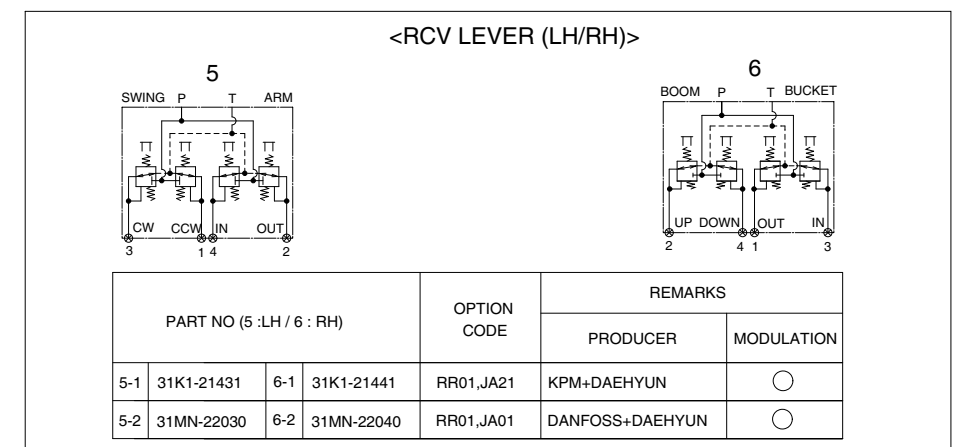 <RCV LEVER (LH/RH)>
5
SWING P T ARM
CW CCW IN OUT
3 1 4 2
6
BOOM P T BUCKET
UP DOWN OUT IN
2 4 1 3
PART NO (5 :LH / 6 : RH) OPTION CODE REMARKS
PRODUCER MODULATION
5-1 31K1-21431 6-1 31K1-21441 RR01,JA21 KPM+DAEHYUN ○
5-2 31MN-22030 6-2 31MN-22040 RR01,JA01 DANFOSS+DAEHYUN ○